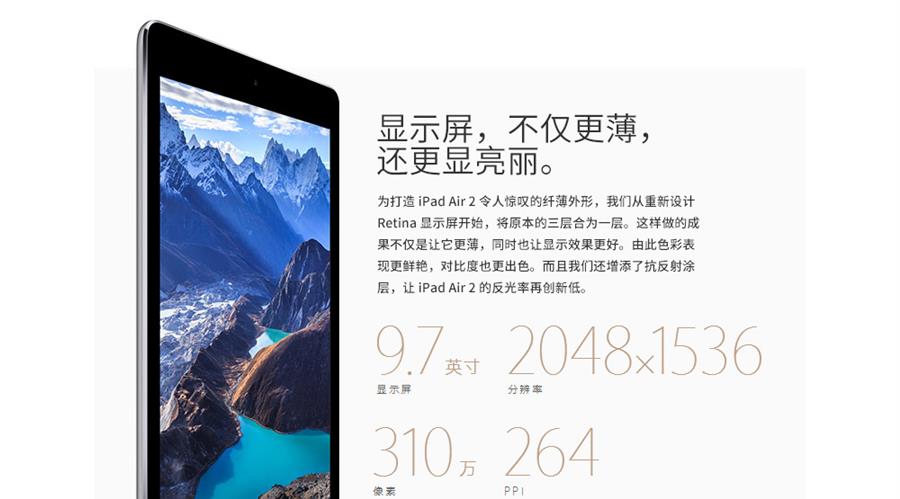 显示屏，不仅更薄，
还更显亮丽。
为打造 iPad Air 2 令人惊叹的纤薄外形，我们从重新设计
Retina 显示屏开始，将原本的三层合为一层。这样做的成
果不仅是让它更薄，同时也让显示效果更好。由此色彩表
现更鲜艳，对比度也更出色。而且我们还增添了抗反射涂
层，让 iPad Air 2 的反光率再创新低。
9.7 英寸 2048x1536
显示屏 分辨率
310 万 264
像素 PPI